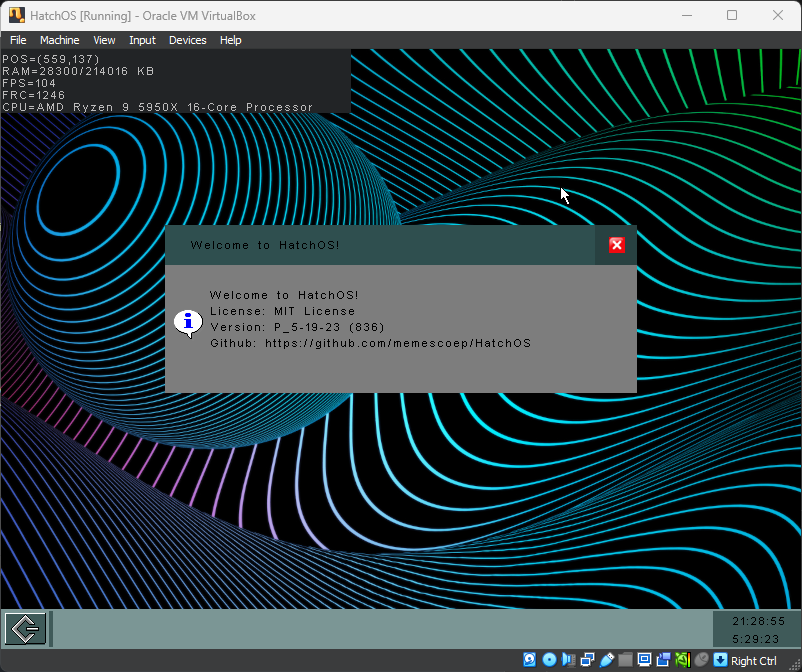 HatchOS [Running] - Oracle VM VirtualBox
File Machine View Input Devices Help
POS=(559,137)
RAM=28300/214016 KB
FPS=104
FRC=1246
CPU=AMD Ryzen 9 5950X 16-Core Processor
Welcome to HatchOS!
Welcome to HatchOS!
License: MIT License
Version: P_5-19-23 (836)
Github: https://github.com/memescoep/HatchOS
21:28:55
5:29:23
Right Ctrl